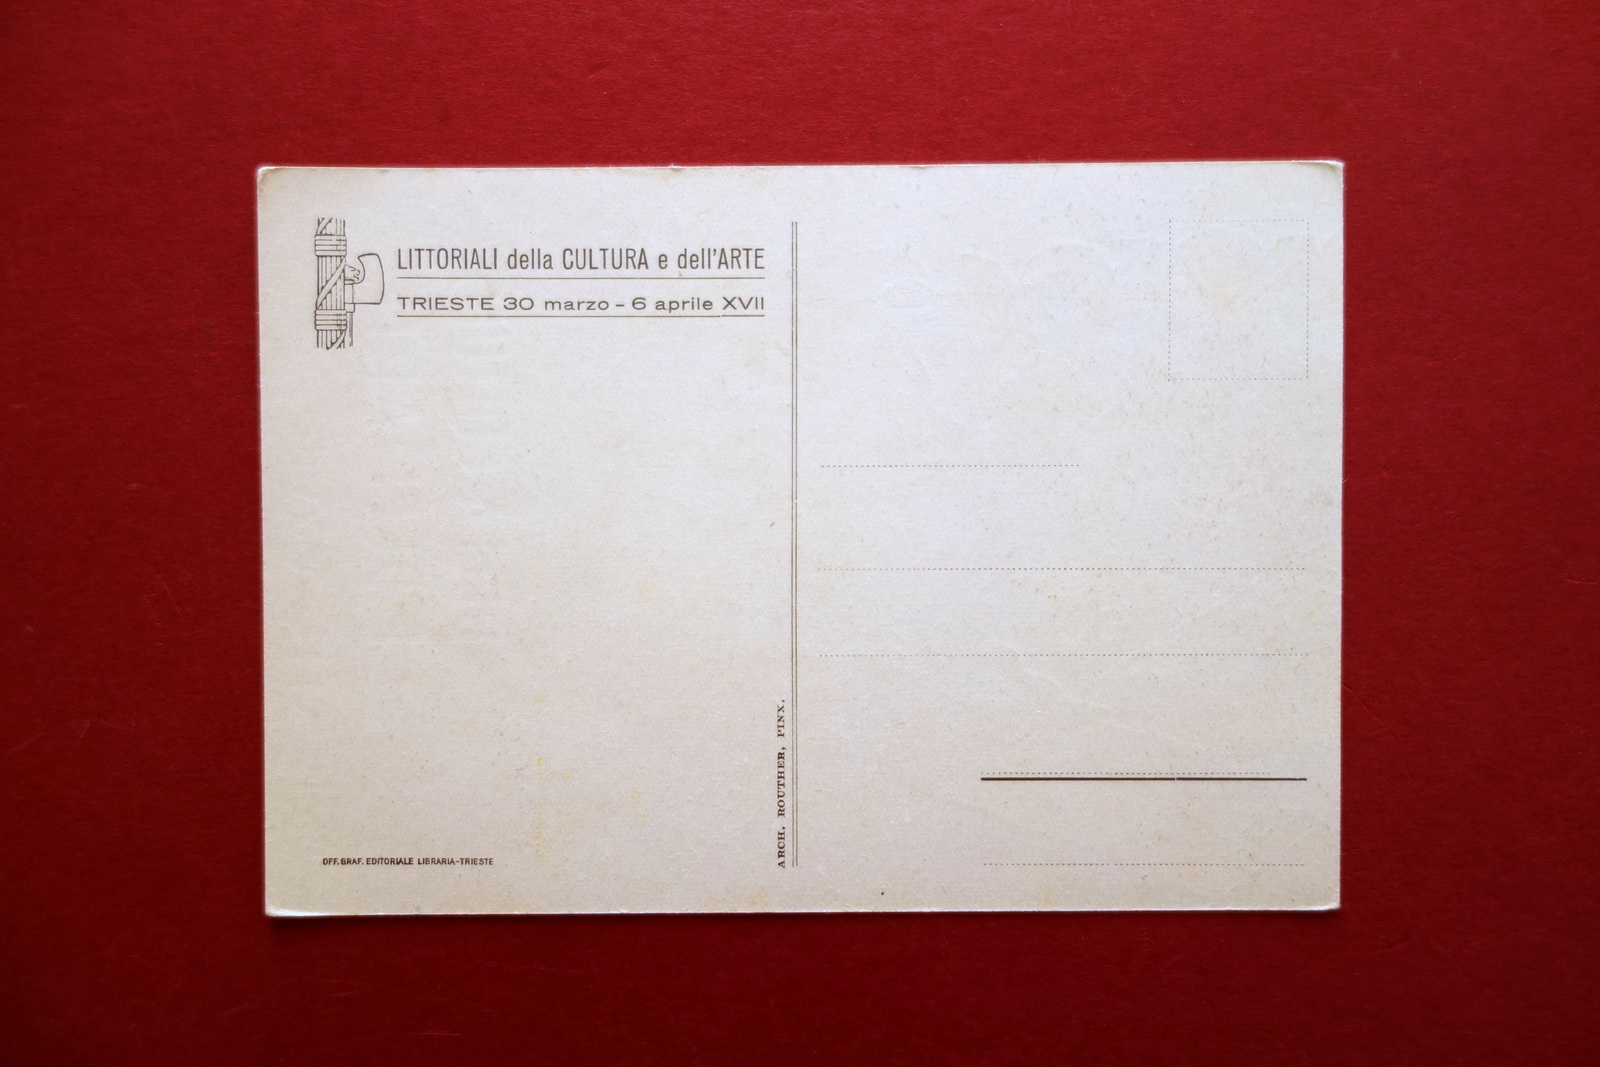 LITTORIALI della CULTURA e dell'ARTE
TRIESTE 30 marzo - 6 aprile XVII
ARCH. ROUTHER, PINX.
OFF. GRAF. EDITORIALE LIBRARIA-TRIESTE